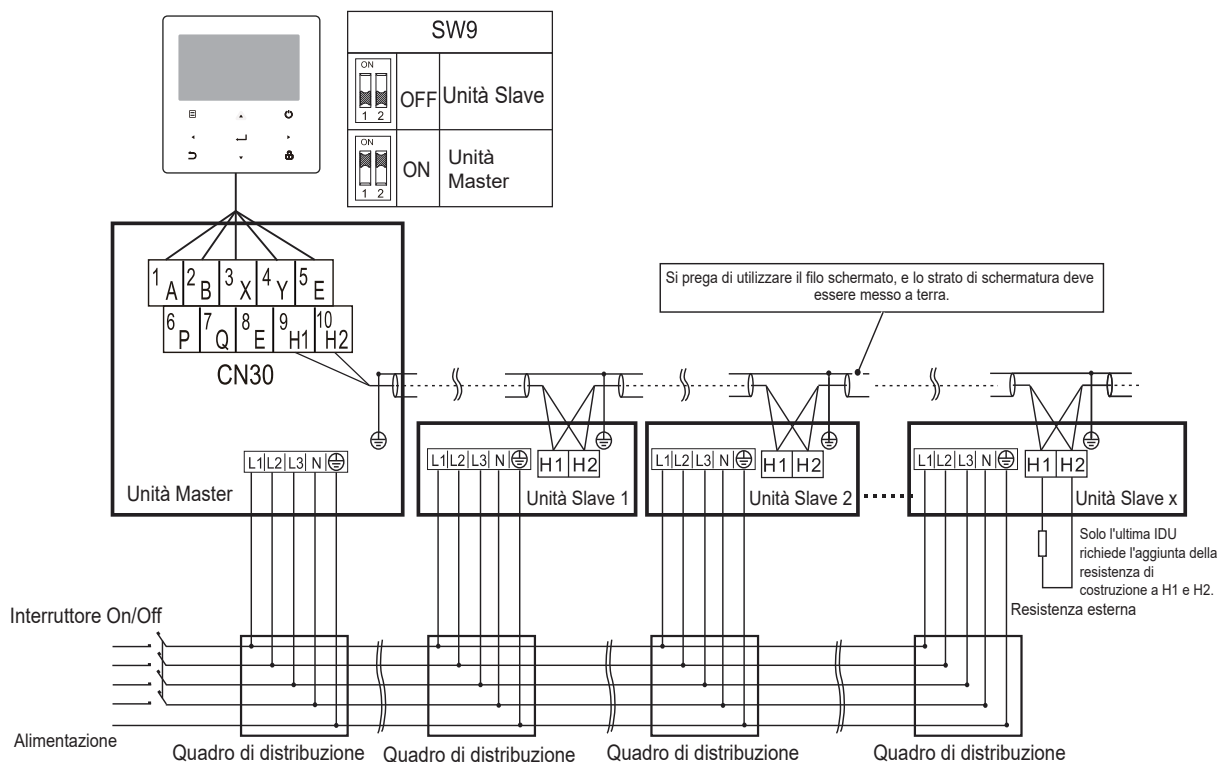 SW9
ON
1 2
OFF
Unità Slave
ON
1 2
ON
Unità
Master
1 A
2 B
3 X
4 Y
5 E
6 P
7 Q
8 E
9 H1
10 H2
CN30
Si prega di utilizzare il filo schermato, e lo strato di schermatura deve
essere messo a terra.
L1 L2 L3 N
Unità Master
L1 L2 L3 N
H1 H2
Unità Slave 1
L1 L2 L3 N
H1 H2
Unità Slave 2
L1 L2 L3 N
H1 H2
Unità Slave x
Solo l'ultima IDU
richiede l'aggiunta della
resistenza di
costruzione a H1 e H2.
Resistenza esterna
Interruttore On/Off
Alimentazione
Quadro di distribuzione
Quadro di distribuzione
Quadro di distribuzione
Quadro di distribuzione